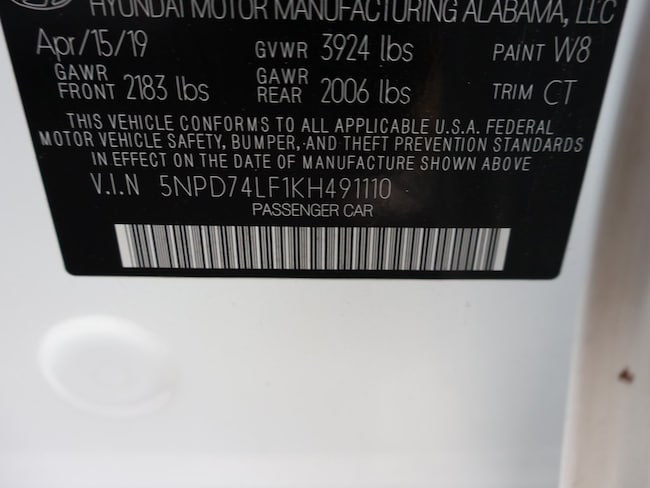 HYUNDAI MOTOR MANUFACTURING ALABAMA, LLC
Apr/15/19 GVWR 3924 lbs PAINT W8
GAWR FRONT 2183 lbs GAWR REAR 2006 lbs TRIM CT
THIS VEHICLE CONFORMS TO ALL APPLICABLE U.S.A. FEDERAL
MOTOR VEHICLE SAFETY, BUMPER, AND THEFT PREVENTION STANDARDS
IN EFFECT ON THE DATE OF MANUFACTURE SHOWN ABOVE
V.I.N 5NPD74LF1KH491110
PASSENGER CAR